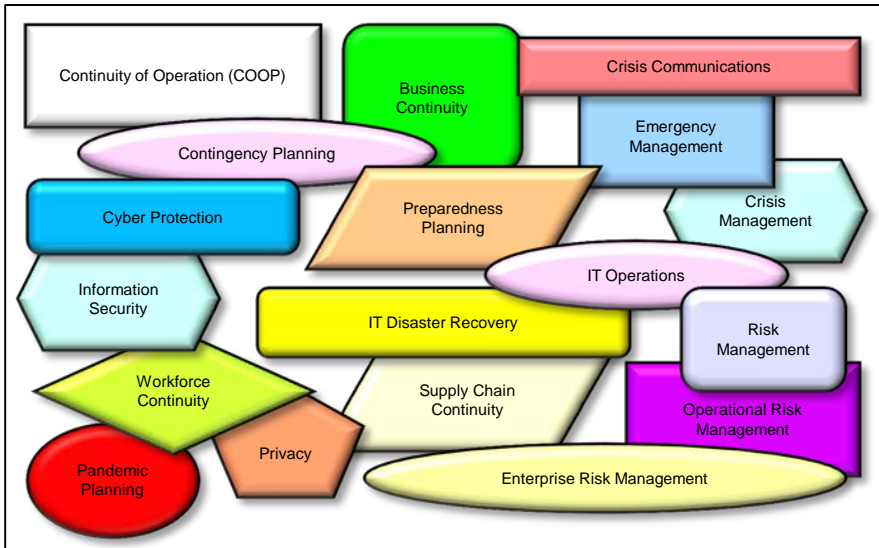 Continuity of Operation (COOP)
Business
Continuity
Crisis Communications
Emergency
Management
Contingency Planning
Cyber Protection
Preparedness
Planning
Crisis
Management
Information
Security
IT Operations
IT Disaster Recovery
Risk
Management
Workforce
Continuity
Supply Chain
Continuity
Operational Risk
Management
Privacy
Pandemic
Planning
Enterprise Risk Management